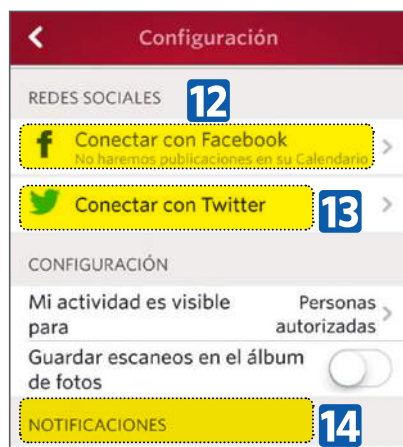 Configuración
REDES SOCIALES 12
f Conectar con Facebook
No haremos publicaciones en su Calendario
Conectar con Twitter 13
CONFIGURACIÓN
Mi actividad es visible Personas
para autorizadas
Guardar escaneos en el álbum
de fotos
NOTIFICACIONES 14